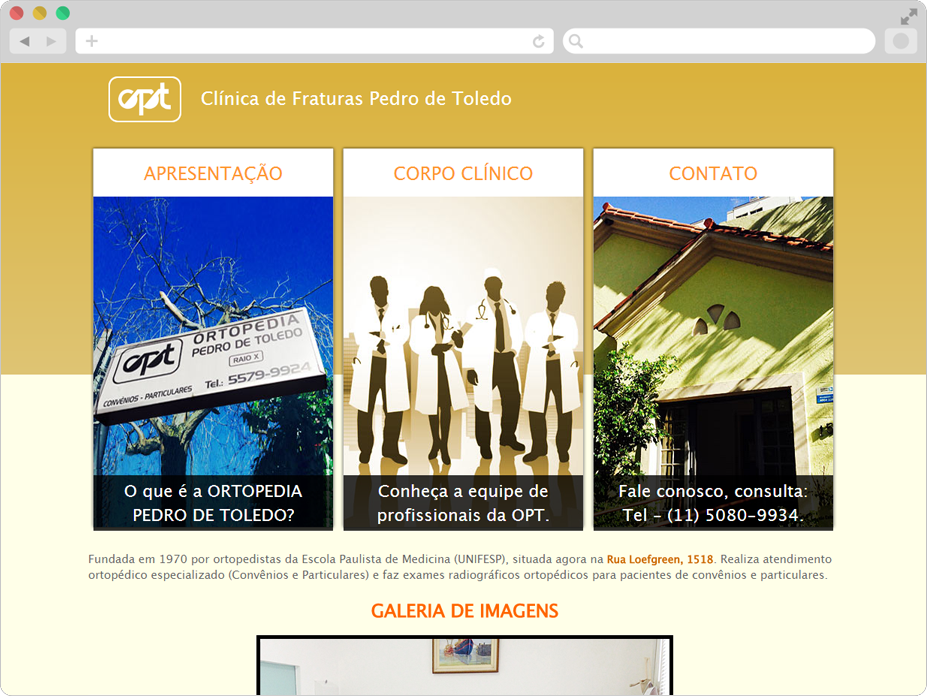 opt
Clínica de Fraturas Pedro de Toledo
APRESENTAÇÃO
opt
ORTOPEDIA
PEDRO DE TOLEDO
RAIO X
CONVÊNIOS - PARTICULARES
Tel.: 5579-9924
O que é a ORTOPEDIA
PEDRO DE TOLEDO?
CORPO CLÍNICO
Conheça a equipe de
profissionais da OPT.
CONTATO
Fale conosco, consulta:
Tel - (11) 5080-9934.
Fundada em 1970 por ortopedistas da Escola Paulista de Medicina (UNIFESP), situada agora na Rua Loefgreen, 1518. Realiza atendimento
ortopédico especializado (Convênios e Particulares) e faz exames radiográficos ortopédicos para pacientes de convênios e particulares.
GALERIA DE IMAGENS